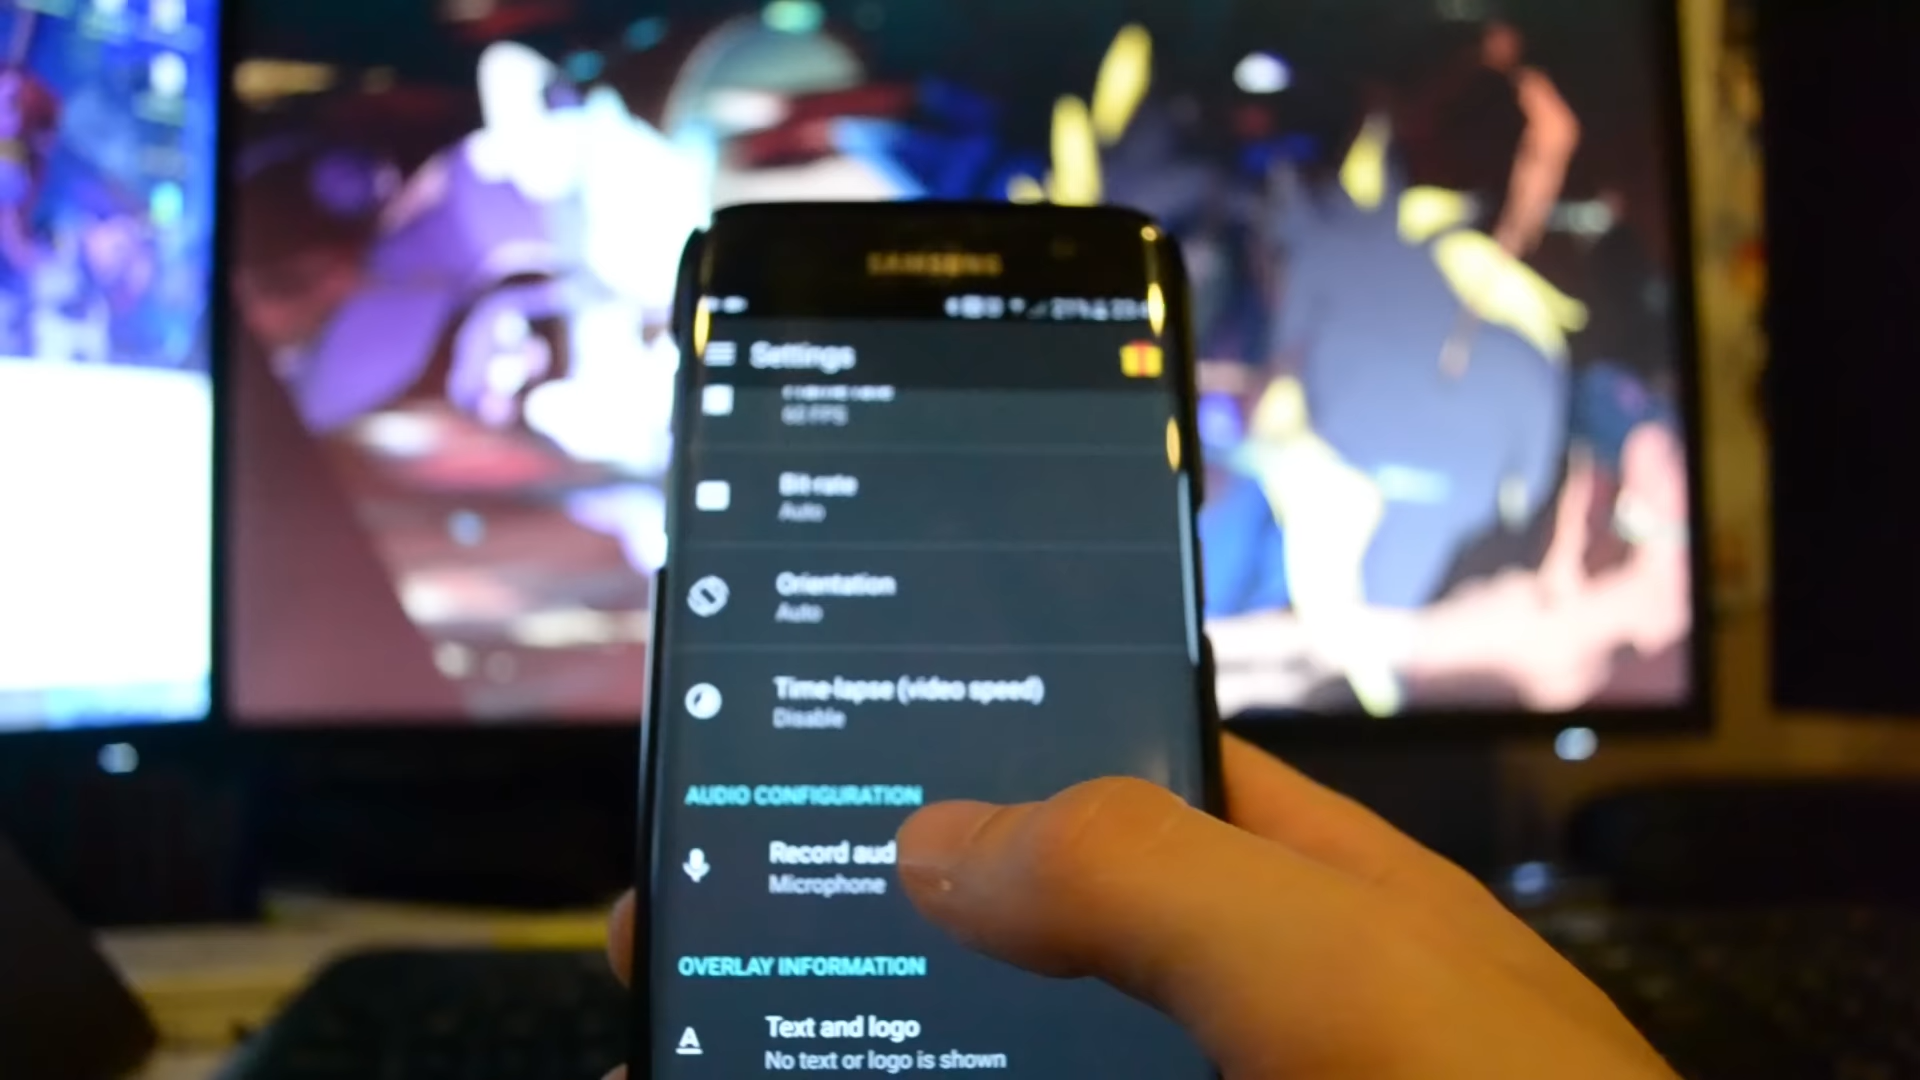 SAMSUNG
Settings
60 FPS
Bit rate
Auto
Orientation
Auto
Time-lapse (video speed)
Disable
AUDIO CONFIGURATION
Record aud
Microphone
OVERLAY INFORMATION
Text and logo
No text or logo is shown